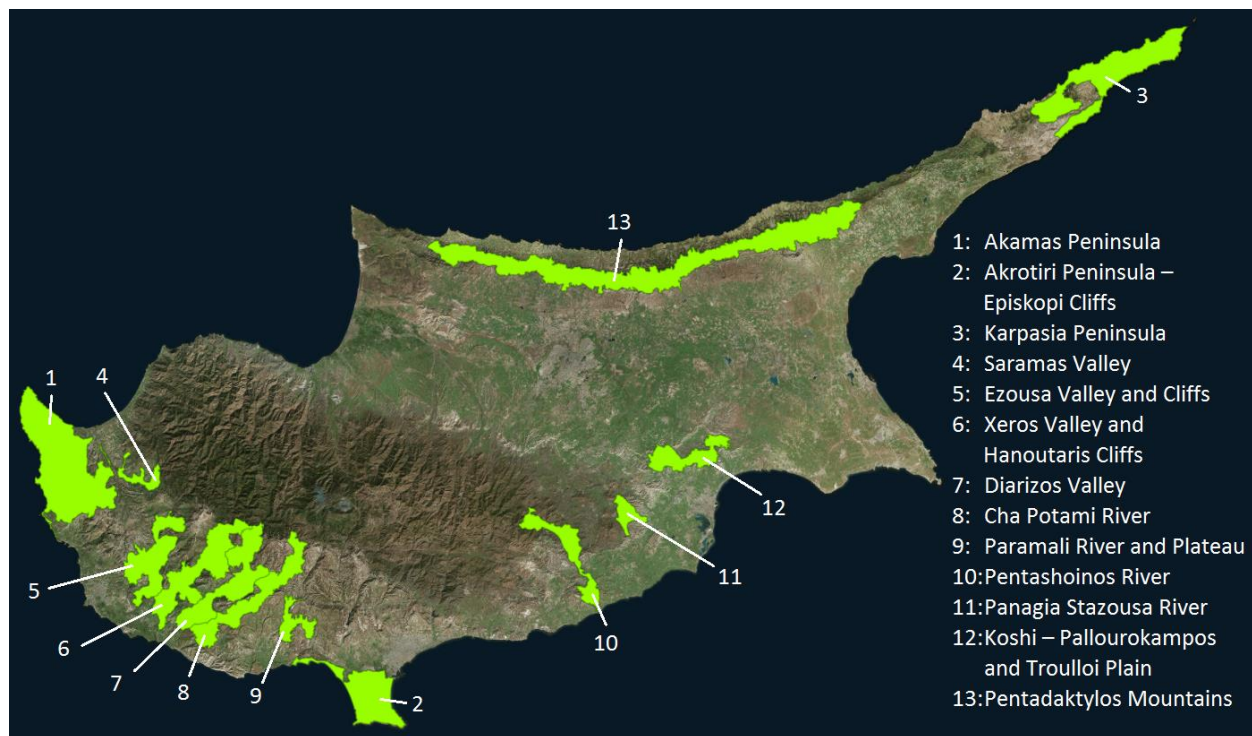 13
3
1
4
12
11
5
10
6
7
8
9
2
1: Akamas Peninsula
2: Akrotiri Peninsula –
Episkopi Cliffs
3: Karpasia Peninsula
4: Saramas Valley
5: Ezousa Valley and Cliffs
6: Xeros Valley and
Hanoutaris Cliffs
7: Diarizos Valley
8: Cha Potami River
9: Paramali River and Plateau
10:Pentashoinos River
11:Panagia Stazousa River
12:Koshi – Pallourokampos
and Troulloi Plain
13:Pentadaktylos Mountains